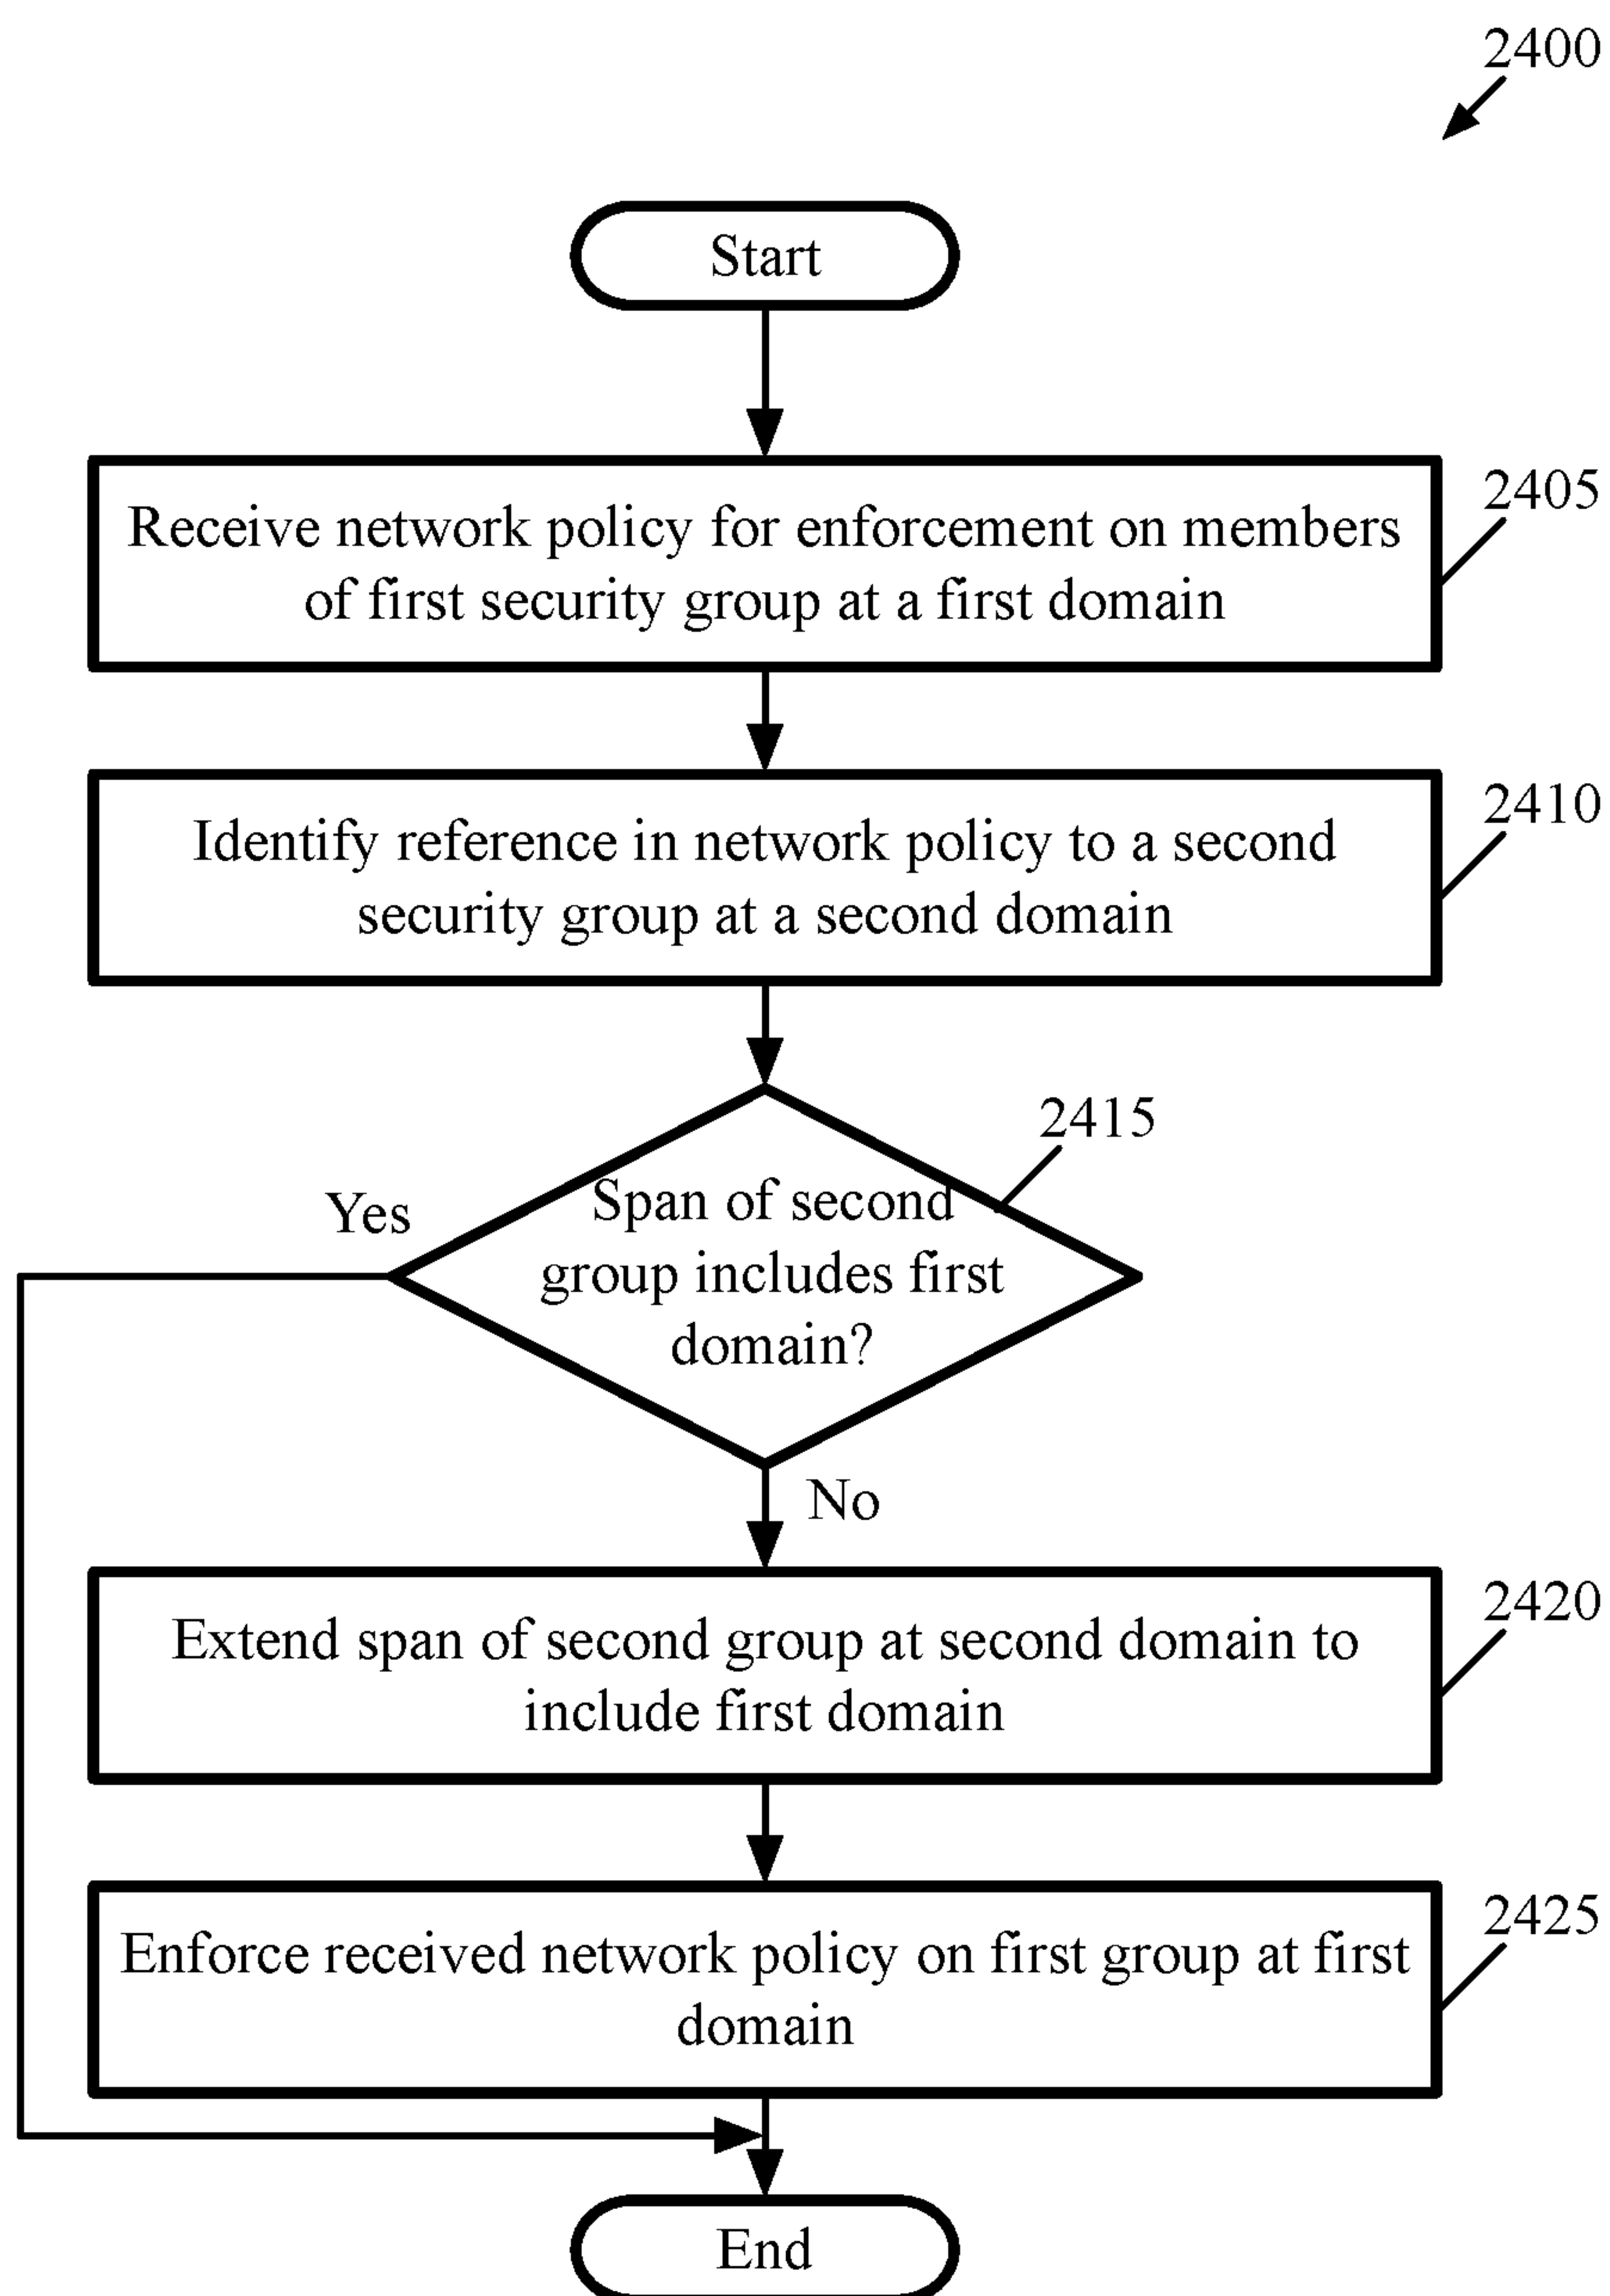 2400
Start
Receive network policy for enforcement on members
of first security group at a first domain
2405
Identify reference in network policy to a second
security group at a second domain
2410
2415
Span of second
group includes first
domain?
Yes
No
Extend span of second group at second domain to
include first domain
2420
Enforce received network policy on first group at first
domain
2425
End